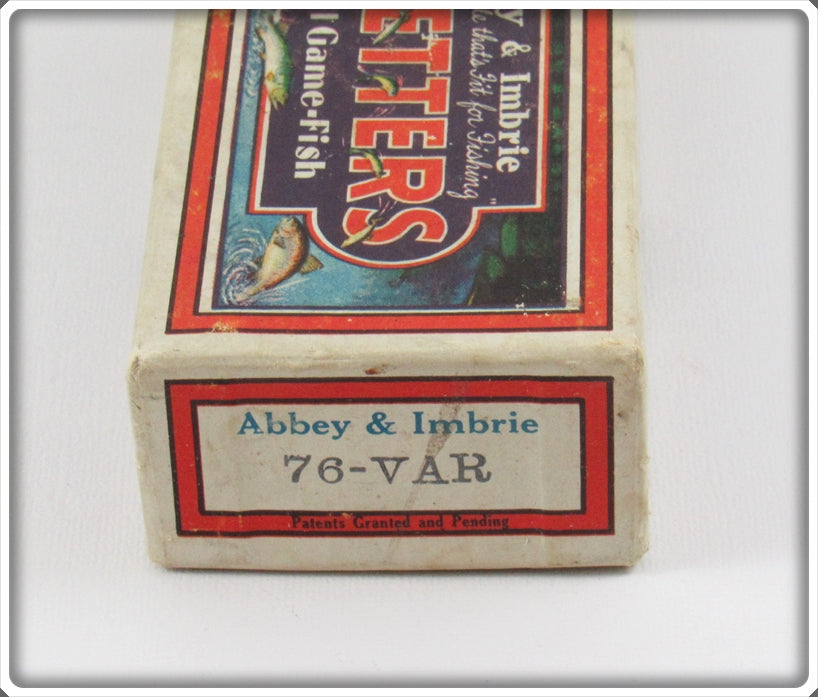 y & Imbrie
that's Fit for Fishing"
ETTERS
Game-Fish
Abbey & Imbrie
76-VAR
Patents Granted and Pending